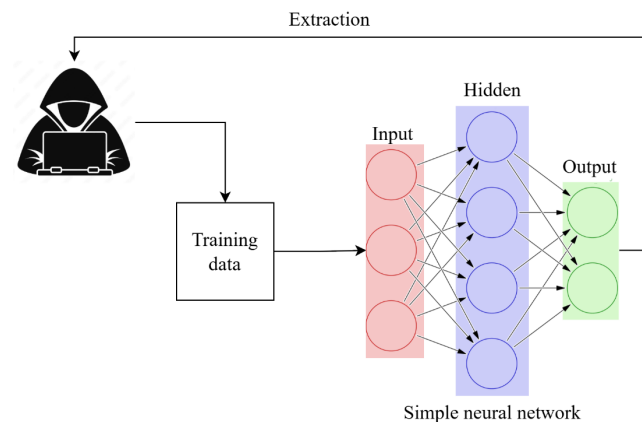 Extraction
Hidden
Input
Output
Training
data
Simple neural network